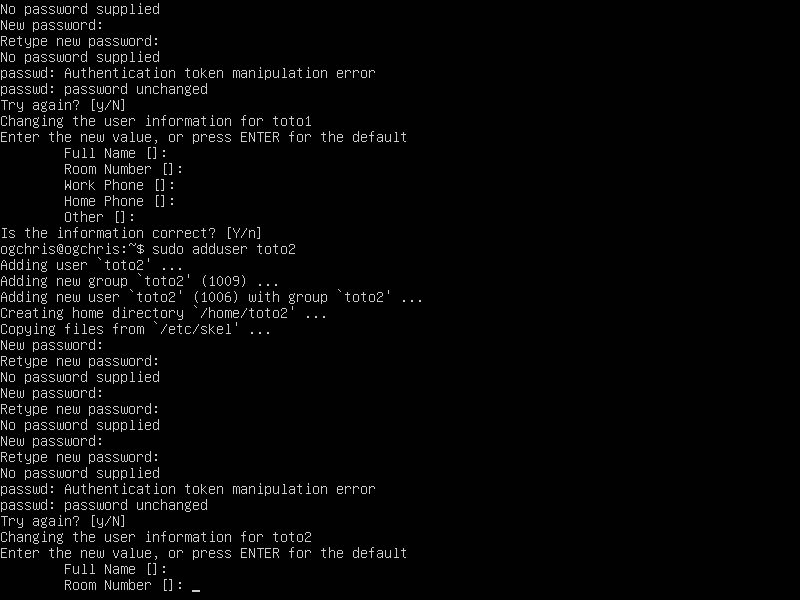 No password supplied
New password:
Retype new password:
No password supplied
passwd: Authentication token manipulation error
passwd: password unchanged
Try again? [y/N]
Changing the user information for toto1
Enter the new value, or press ENTER for the default
Full Name []:
Room Number []:
Work Phone []:
Home Phone []:
Other []:
Is the information correct? [Y/n]
ogchris@ogchris:~$ sudo adduser toto2
Adding user `toto2' ...
Adding new group `toto2' (1009) ...
Adding new user `toto2' (1006) with group `toto2' ...
Creating home directory `/home/toto2' ...
Copying files from `/etc/skel' ...
New password:
Retype new password:
No password supplied
New password:
Retype new password:
No password supplied
New password:
Retype new password:
No password supplied
passwd: Authentication token manipulation error
passwd: password unchanged
Try again? [y/N]
Changing the user information for toto2
Enter the new value, or press ENTER for the default
Full Name []:
Room Number []: _